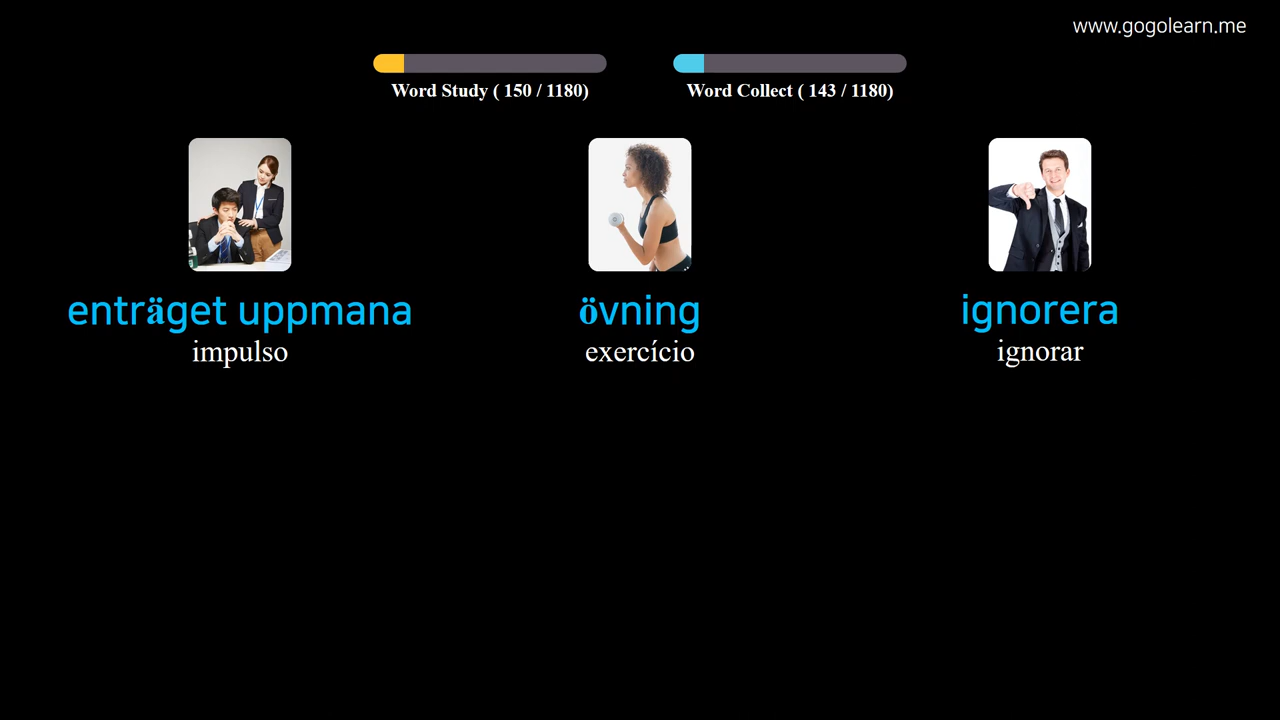 www.gogolearn.me
Word Study ( 150 / 1180)
Word Collect ( 143 / 1180)
enträget uppmana
impulso
övning
exercício
ignorera
ignorar